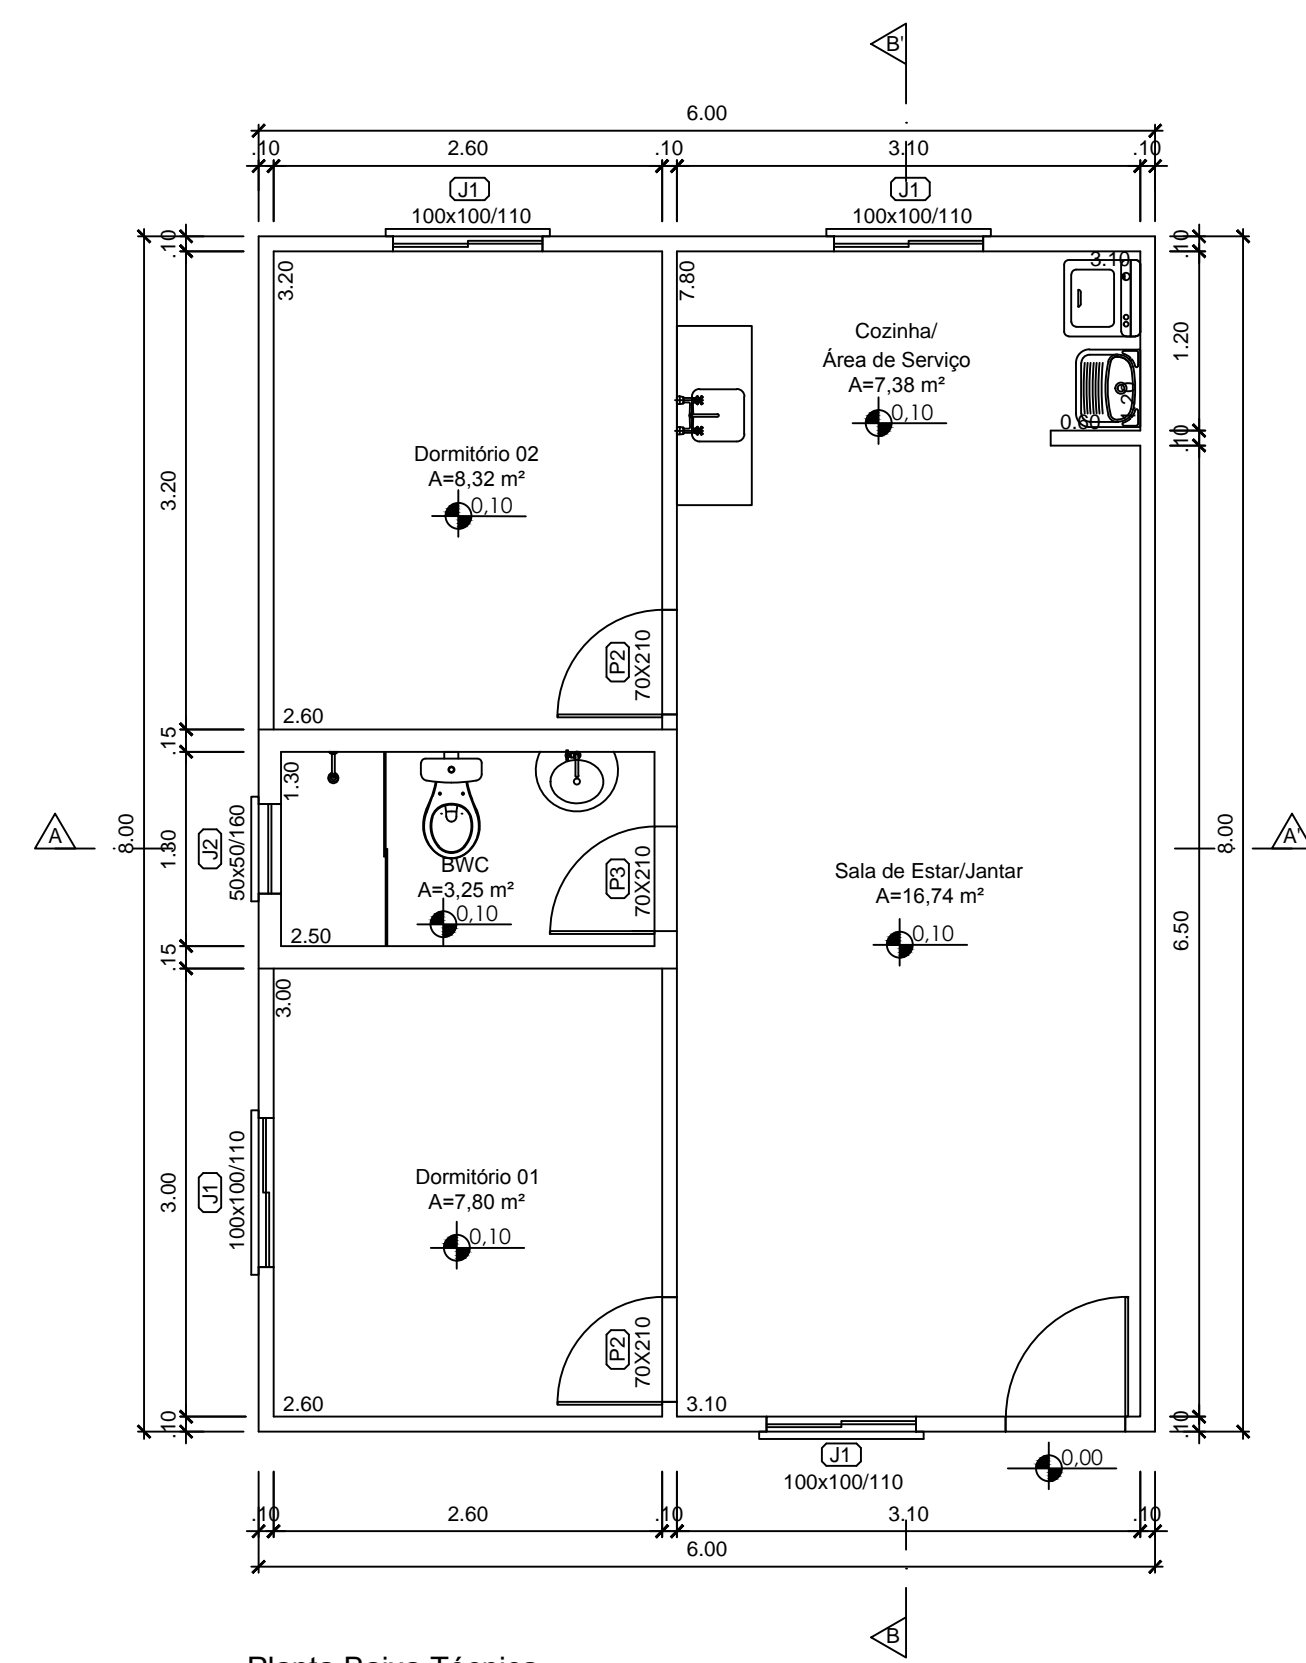 B'
6.00
.10 2.60 .10 3.10 .10
J1 J1
100x100/110 100x100/110
.10 .10
3.20 7.80 3.10
Cozinha/
Área de Serviço
A=7,38 m²
0,10
1.20
0.60
.10
Dormitório 02
A=8,32 m²
0,10
3.20
P2
70X210
2.60
.15
1.30
A 8.00 1.30 J2 50x50/160
BWC
A=3,25 m²
0,10
P3
70X210
2.50
Sala de Estar/Jantar
A=16,74 m²
0,10
6.50 8.00 A'
.15
3.00
Dormitório 01
A=7,80 m²
0,10
3.00 J1 100x100/110
P2
70X210
2.60 3.10
.10 .10
J1
100x100/110
0,00
.10 2.60 .10 3.10 .10
6.00
B
Planta Baixa Técnica